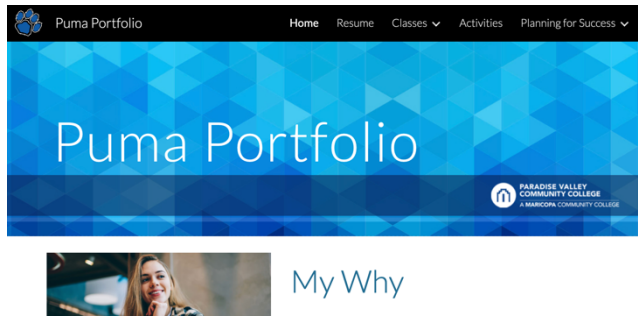 Puma Portfolio
Home Resume Classes Activities Planning for Success
Puma Portfolio
PARADISE VALLEY
COMMUNITY COLLEGE
A MARICOPA COMMUNITY COLLEGE
My Why